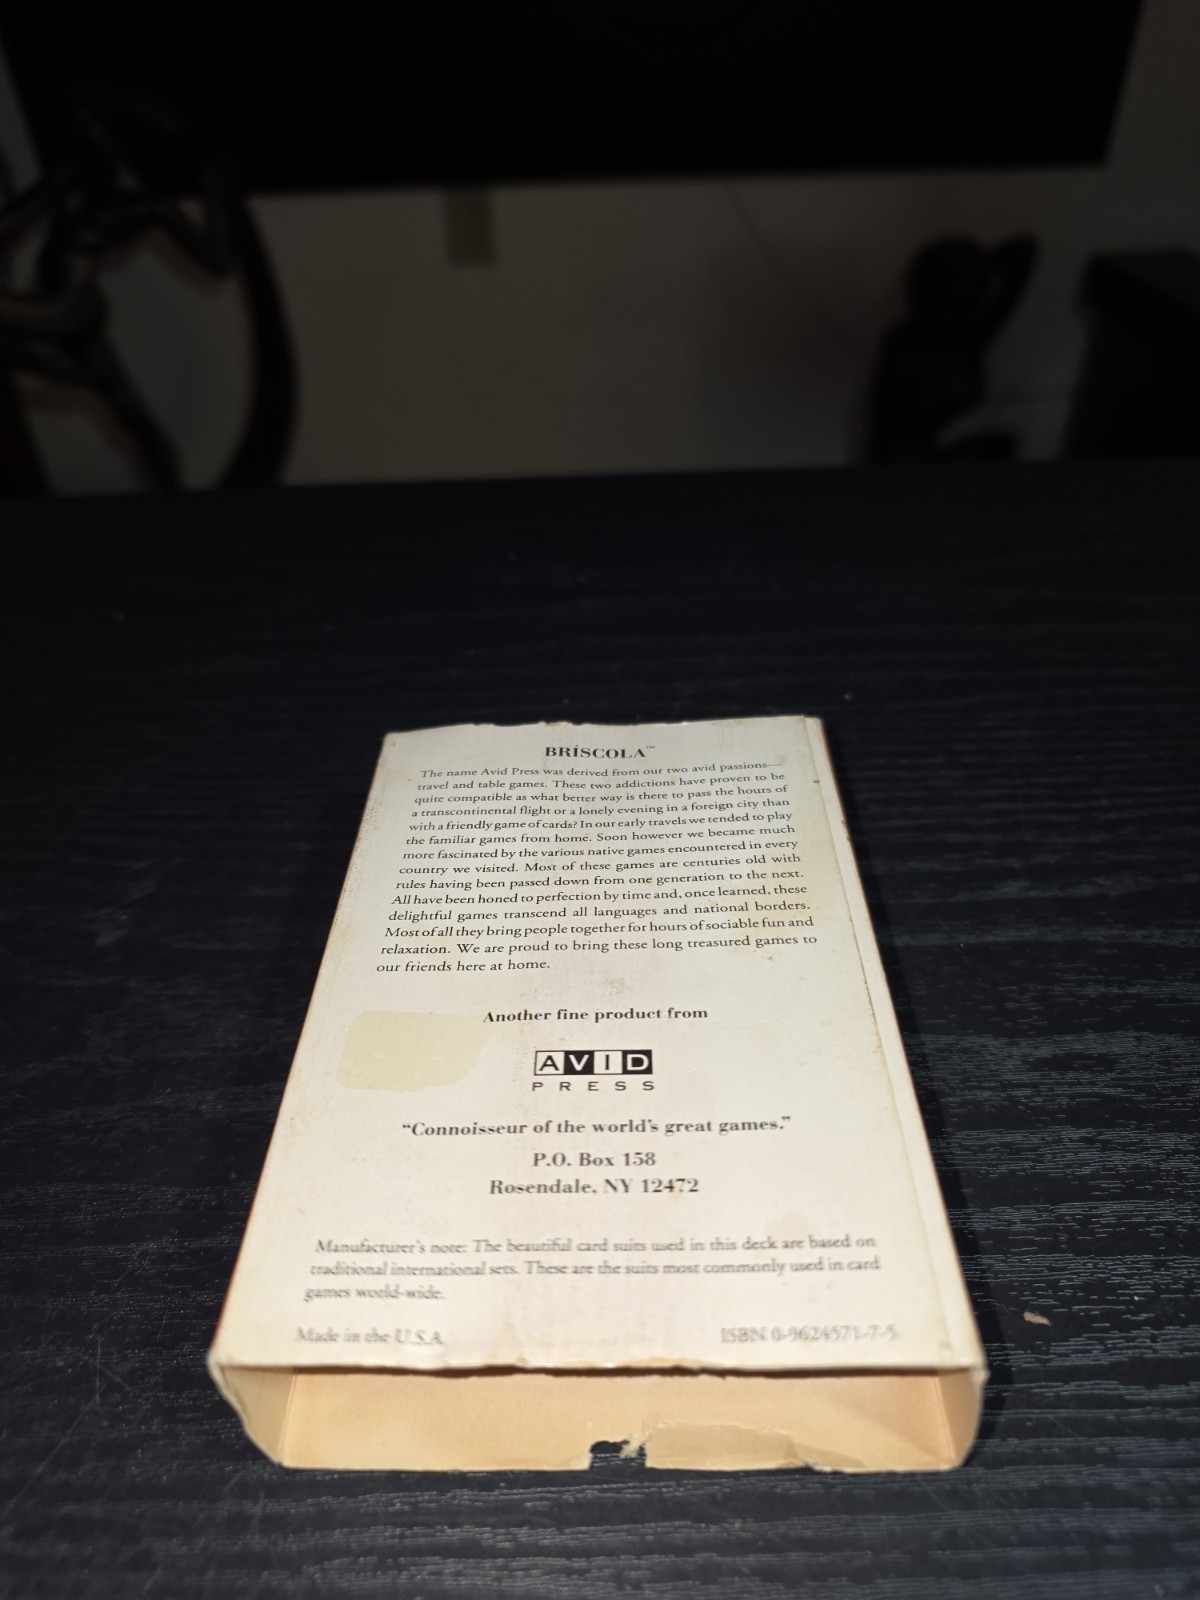 BRÍSCOLA™
The name Avid Press was derived from our two avid passions—
travel and table games. These two addictions have proven to be
quite compatible as what better way is there to pass the hours of
a transcontinental flight or a lonely evening in a foreign city than
with a friendly game of cards? In our early travels we tended to play
the familiar games from home. Soon however we became much
more fascinated by the various native games encountered in every
country we visited. Most of these games are centuries old with
rules having been passed down from one generation to the next.
All have been honed to perfection by time and, once learned, these
delightful games transcend all languages and national borders.
Most of all they bring people together for hours of sociable fun and
relaxation. We are proud to bring these long treasured games to
our friends here at home.
Another fine product from
AVID
PRESS
“Connoisseur of the world's great games.”
P.O. Box 158
Rosendale, NY 12472
Manufacturer's note: The beautiful card suits used in this deck are based on
traditional international sets. These are the suits most commonly used in card
games world-wide.
Made in the U.S.A.
ISBN 0-9624571-7-5